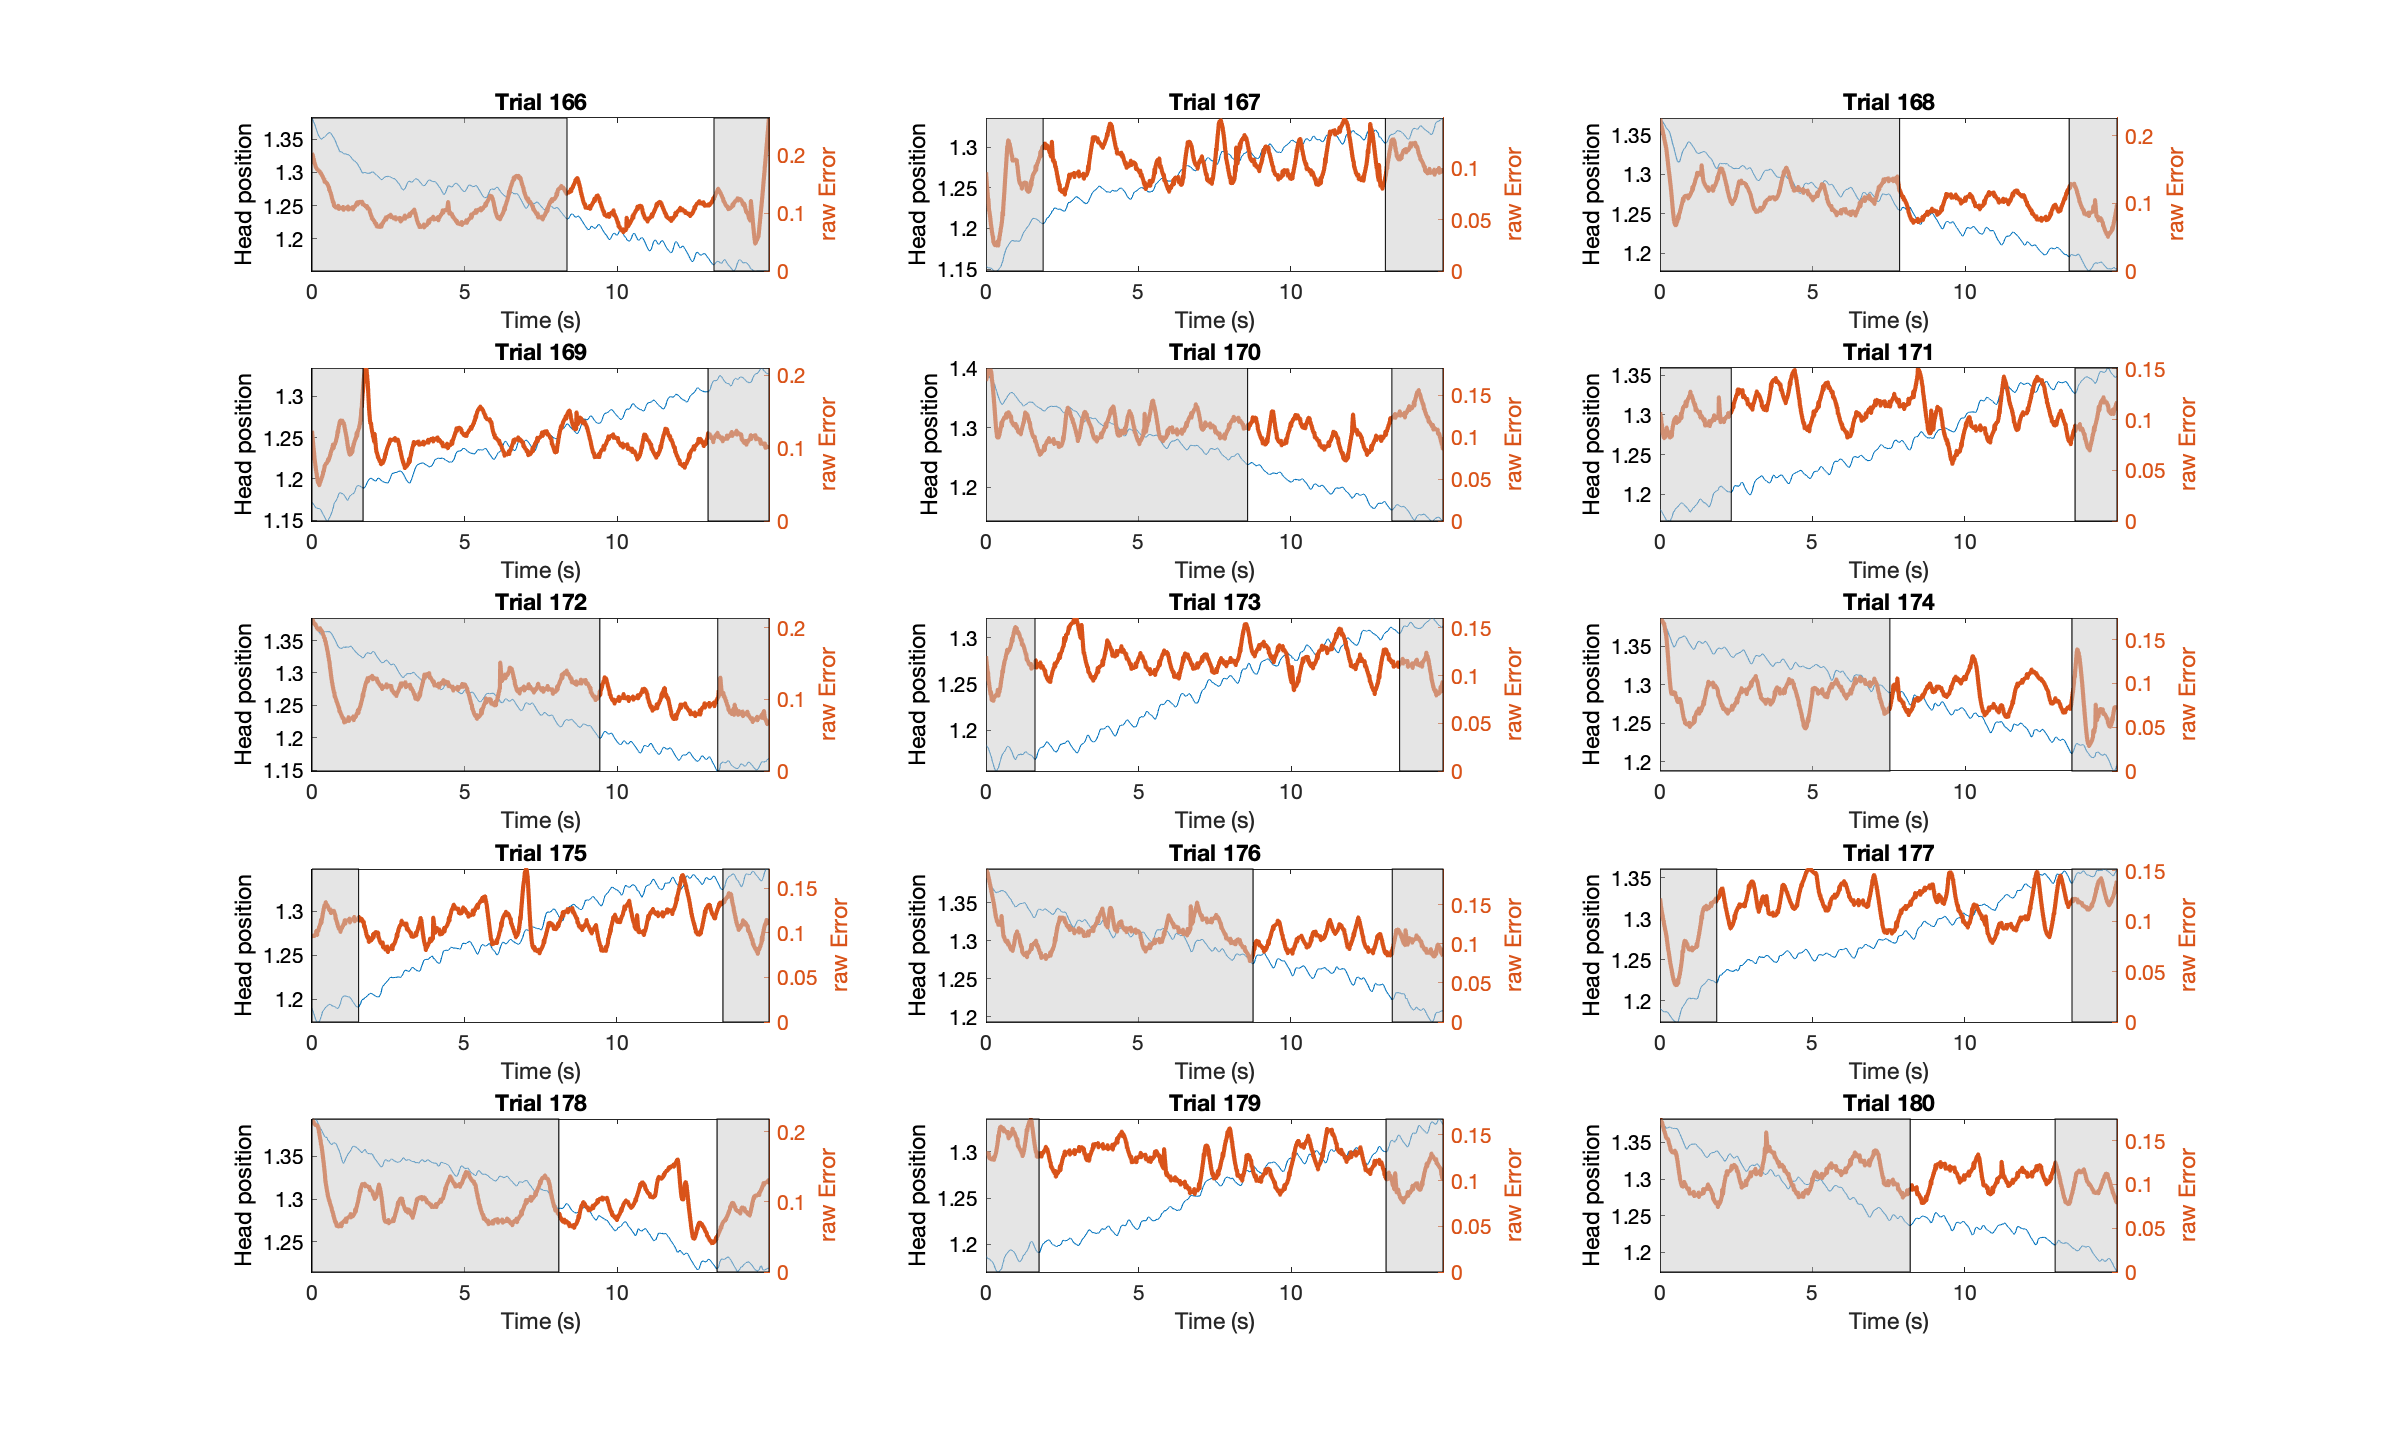 Trial 166
Head position
1.35
1.3
1.25
1.2
0.2
0.1
0
raw Error
0 5 10
Time (s)
Trial 167
Head position
1.3
1.25
1.2
1.15
0.1
0.05
0
raw Error
0 5 10
Time (s)
Trial 168
Head position
1.35
1.3
1.25
1.2
0.2
0.1
0
raw Error
0 5 10
Time (s)
Trial 169
Head position
1.3
1.25
1.2
1.15
0.2
0.1
0
raw Error
0 5 10
Time (s)
Trial 170
Head position
1.4
1.3
1.2
0.15
0.1
0.05
0
raw Error
0 5 10
Time (s)
Trial 171
Head position
1.35
1.3
1.25
1.2
0.15
0.1
0.05
0
raw Error
0 5 10
Time (s)
Trial 172
Head position
1.35
1.3
1.25
1.2
1.15
0.2
0.1
0
raw Error
0 5 10
Time (s)
Trial 173
Head position
1.3
1.25
1.2
0.15
0.1
0.05
0
raw Error
0 5 10
Time (s)
Trial 174
Head position
1.35
1.3
1.25
1.2
0.15
0.1
0.05
0
raw Error
0 5 10
Time (s)
Trial 175
Head position
1.3
1.25
1.2
0.15
0.1
0.05
0
raw Error
0 5 10
Time (s)
Trial 176
Head position
1.35
1.3
1.25
1.2
0.15
0.1
0.05
0
raw Error
0 5 10
Time (s)
Trial 177
Head position
1.35
1.3
1.25
1.2
0.15
0.1
0.05
0
raw Error
0 5 10
Time (s)
Trial 178
Head position
1.35
1.3
1.25
0.2
0.1
0
raw Error
0 5 10
Time (s)
Trial 179
Head position
1.3
1.25
1.2
0.15
0.1
0.05
0
raw Error
0 5 10
Time (s)
Trial 180
Head position
1.35
1.3
1.25
1.2
0.15
0.1
0.05
0
raw Error
0 5 10
Time (s)